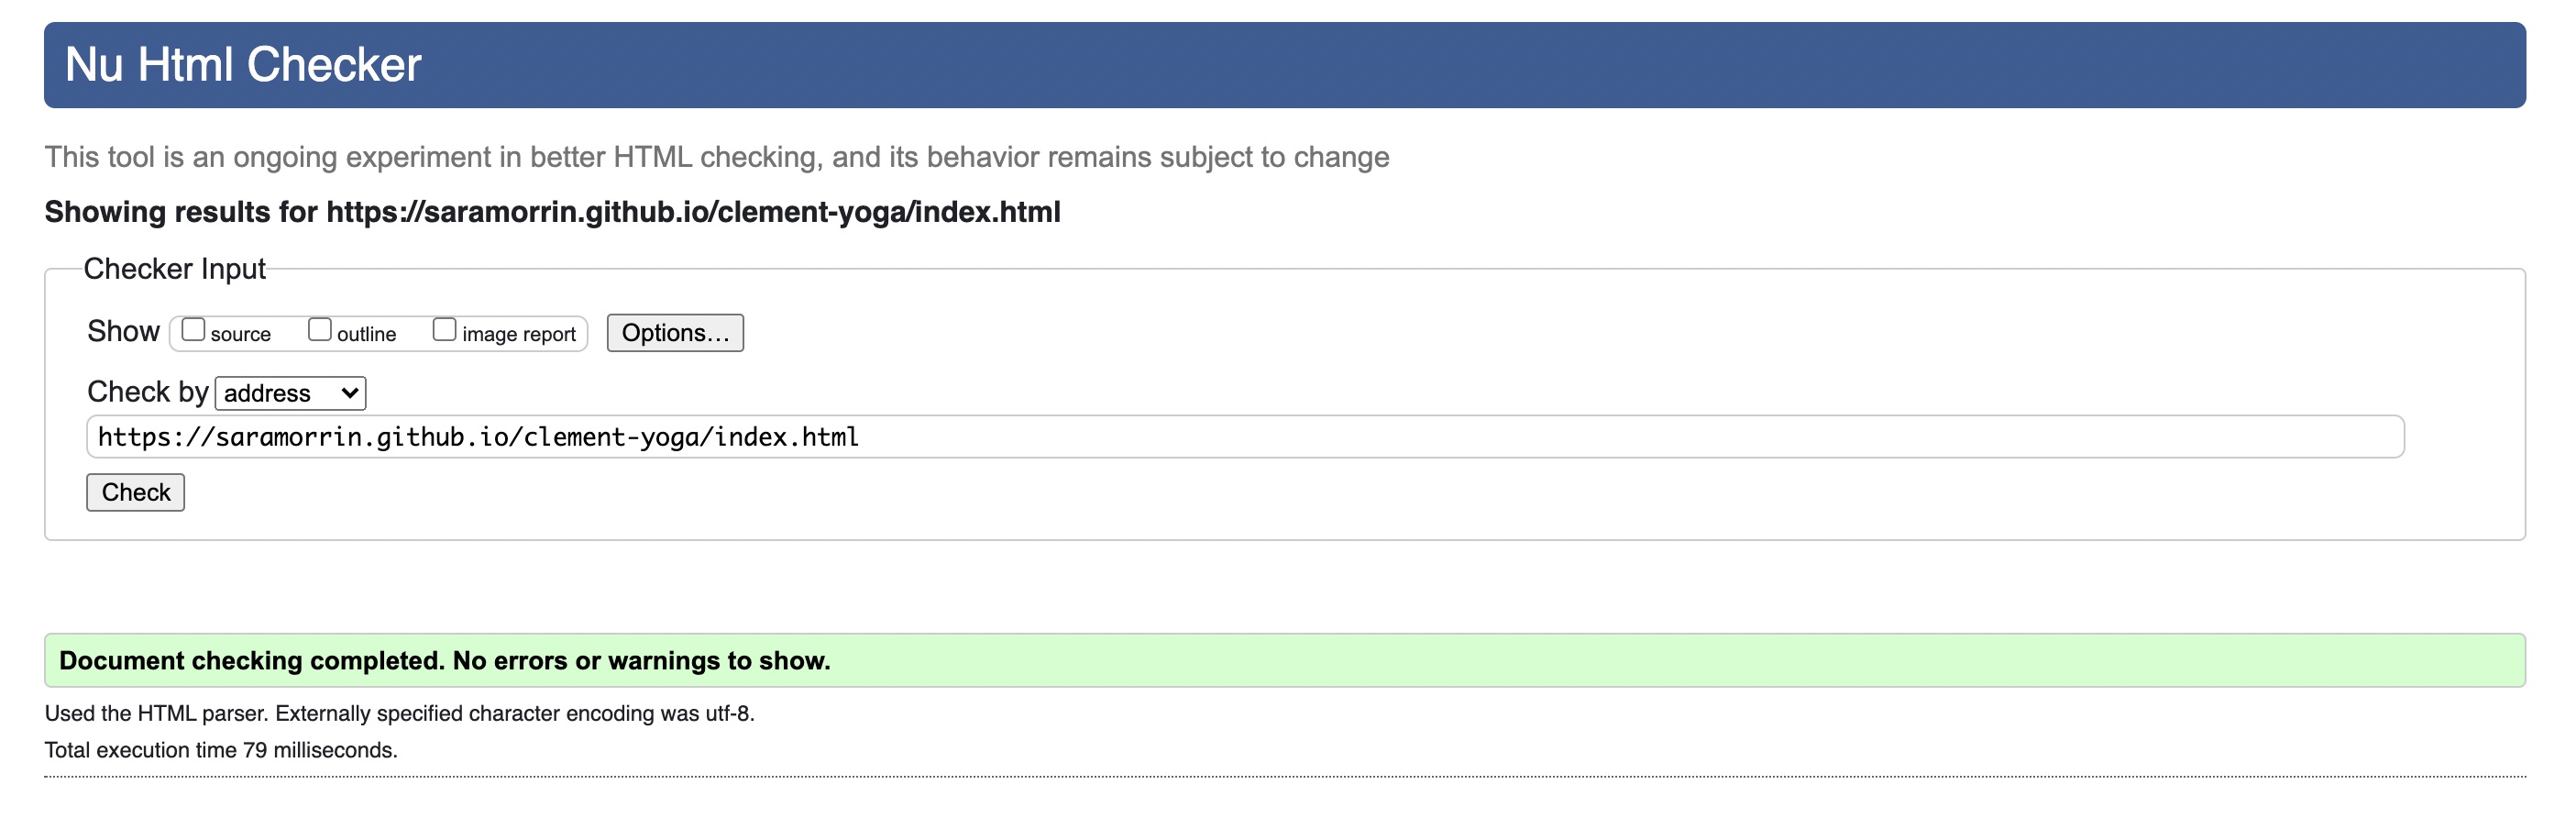 Nu Html Checker
This tool is an ongoing experiment in better HTML checking, and its behavior remains subject to change
Showing results for https://saramorrin.github.io/clement-yoga/index.html
Checker Input
Show source outline image report Options...
Check by address
https://saramorrin.github.io/clement-yoga/index.html
Check
Document checking completed. No errors or warnings to show.
Used the HTML parser. Externally specified character encoding was utf-8.
Total execution time 79 milliseconds.